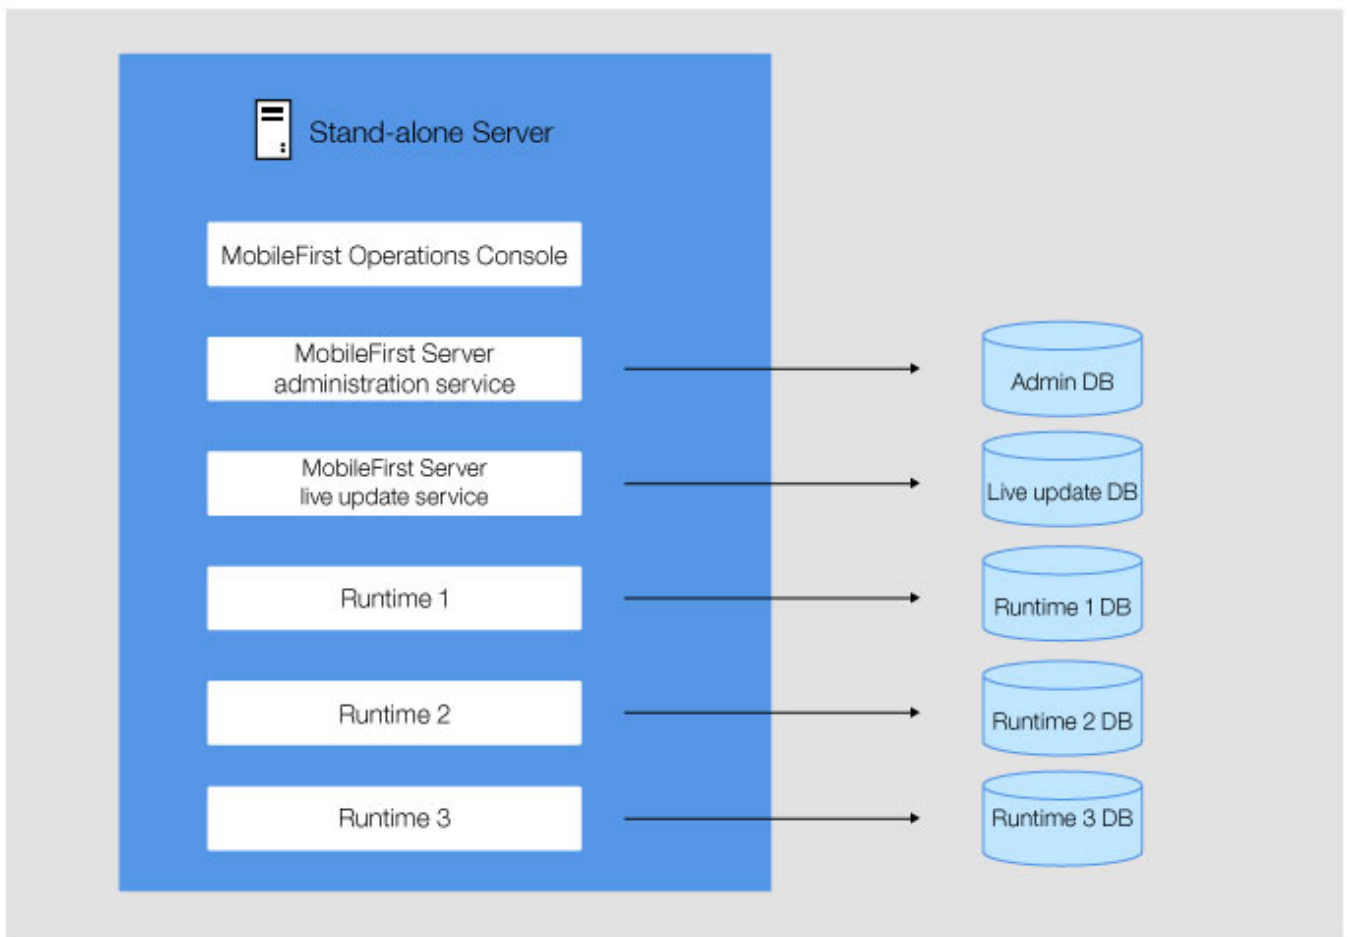 Stand-alone Server
MobileFirst Operations Console
MobileFirst Server
administration service
Admin DB
MobileFirst Server
live update service
Live update DB
Runtime 1
Runtime 1 DB
Runtime 2
Runtime 2 DB
Runtime 3
Runtime 3 DB